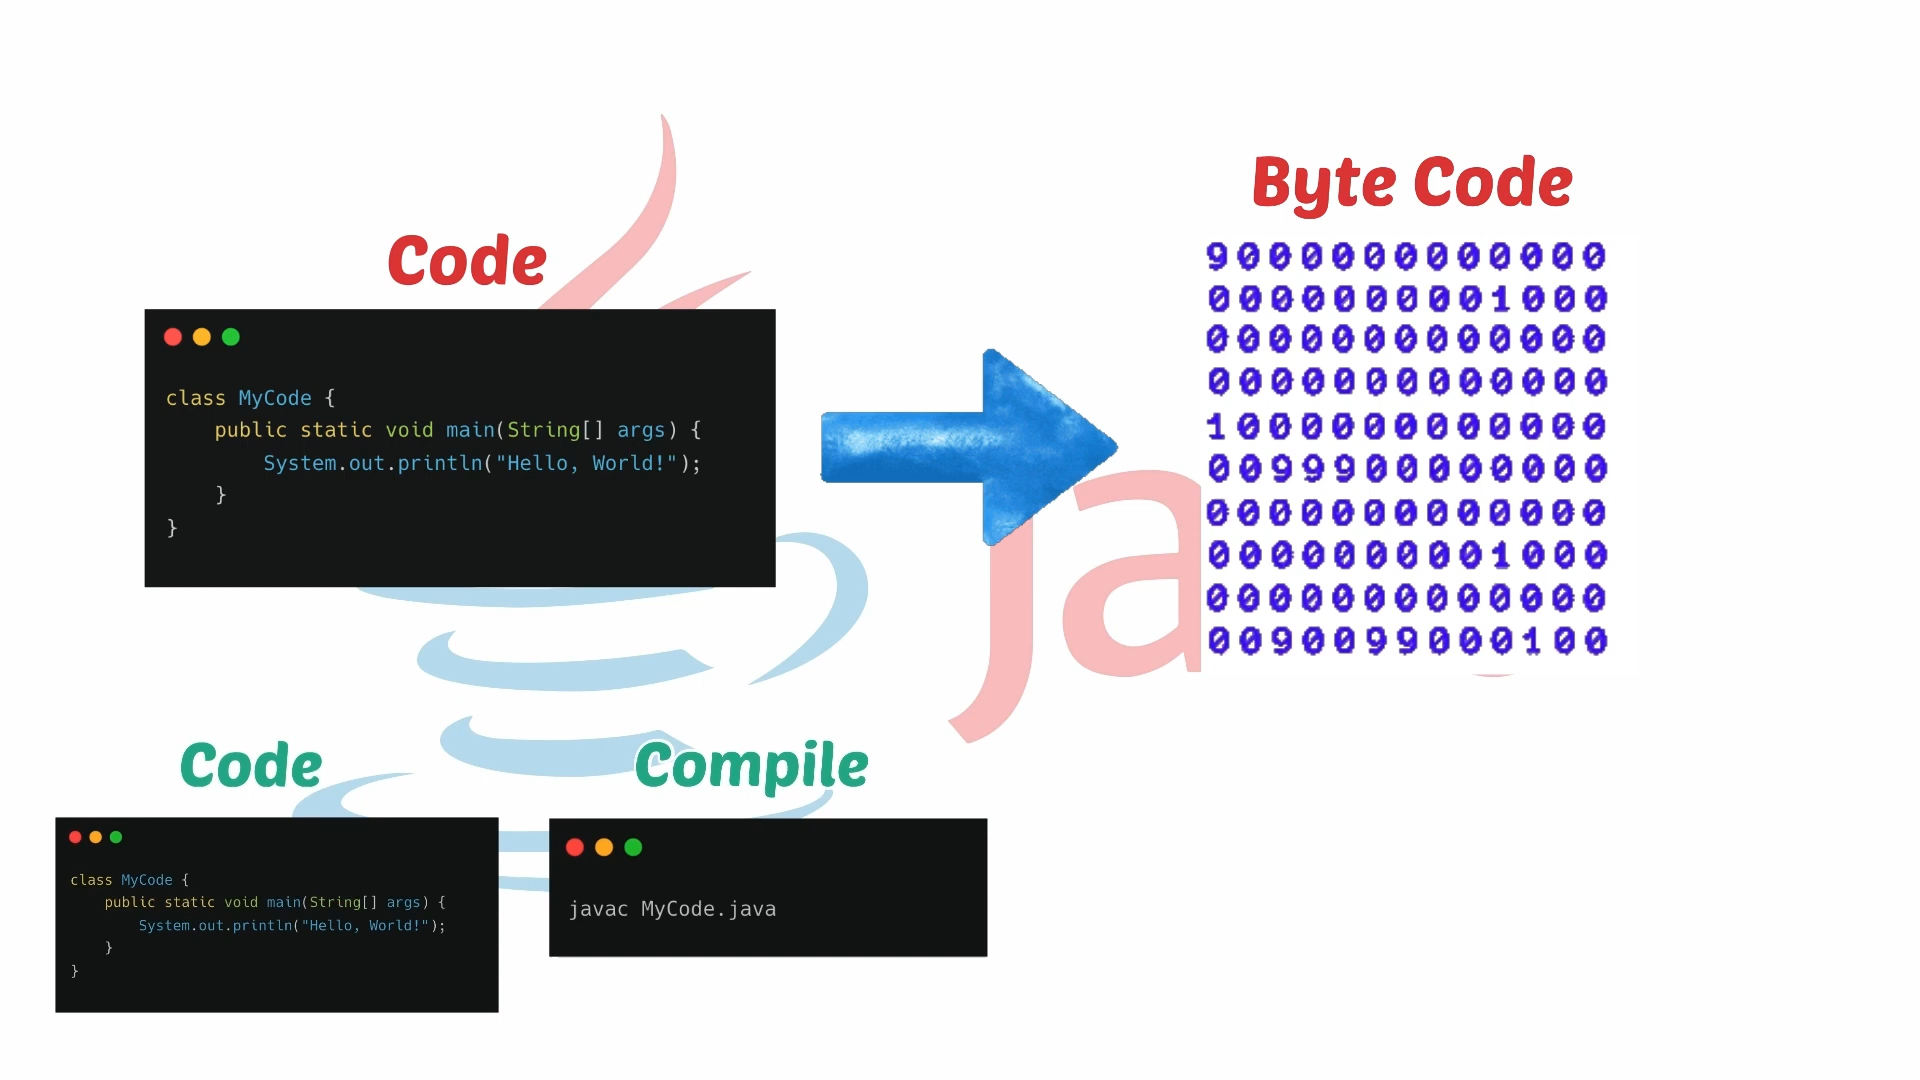 Code
class MyCode {
    public static void main(String[] args) {
        System.out.println("Hello, World!");
    }
}
Byte Code
9000000000000
0000000001000
0000000000000
0000000000000
1000000000000
0099900000000
0000000000000
0000000001000
0000000000000
0090099000100
ja
Code
class MyCode {
    public static void main(String[] args) {
        System.out.println("Hello, World!");
    }
}
Compile
javac MyCode.java